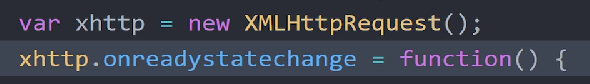 var xhttp = new XMLHttpRequest();
xhttp.onreadystatechange = function() {